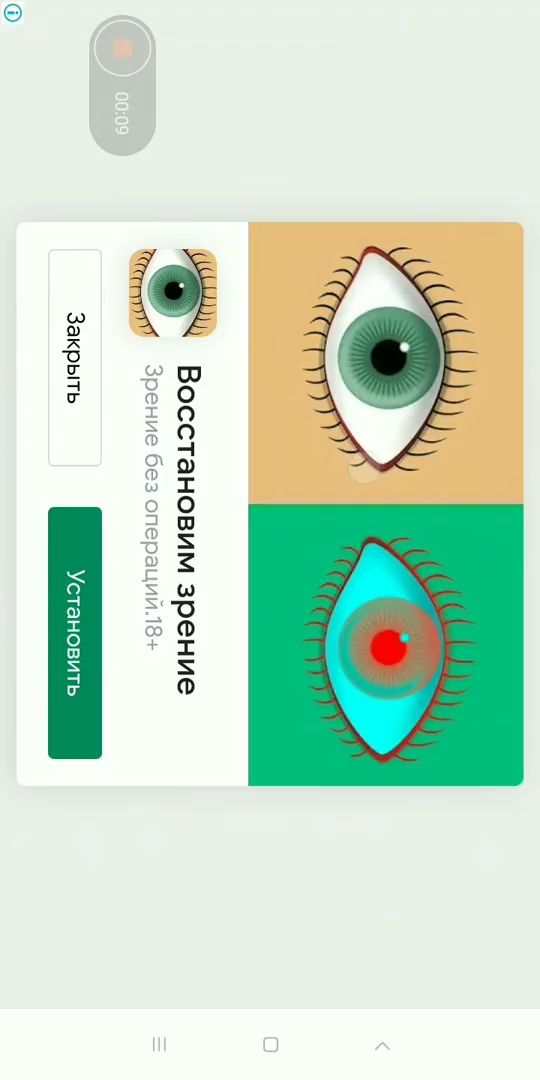 00:09
Восстановим зрение
Зрение без операций.18+
Закрыть
Установить